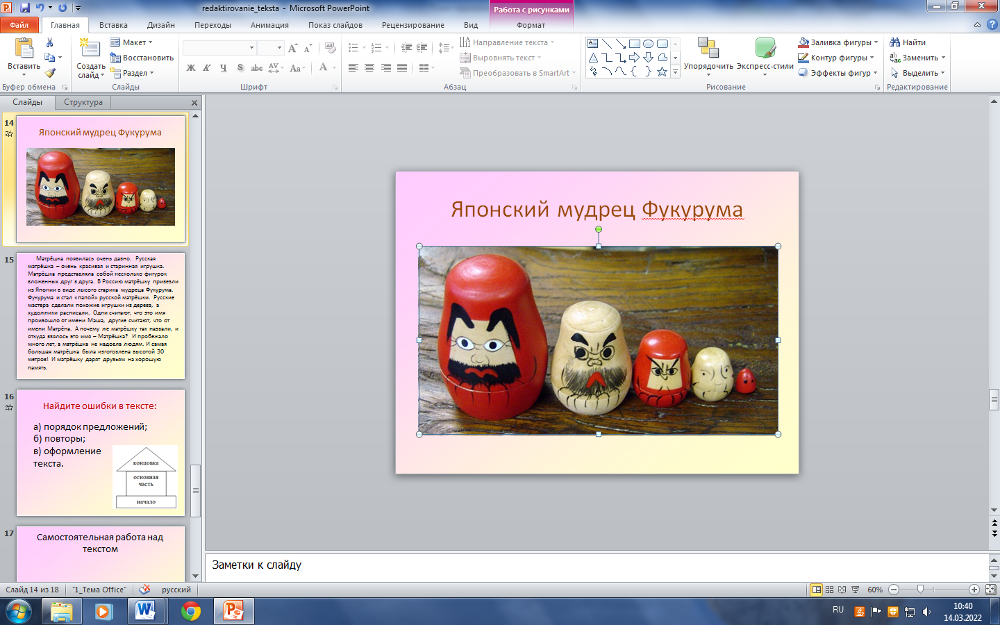 redaktirovanie_teksta - Microsoft PowerPoint
Работа с рисунками
Файл
Главная
Вставка
Дизайн
Переходы
Анимация
Показ слайдов
Рецензирование
Вид
Формат
Вставить
Буфер обмена
Создать слайд
Макет
Восстановить
Раздел
Слайды
Ж К Ч S abc AV Aa А
Шрифт
Направление текста
Выровнять текст
Преобразовать в SmartArt
Абзац
Упорядочить
Экспресс-стили
Заливка фигуры
Контур фигуры
Эффекты фигур
Рисование
Найти
Заменить
Выделить
Редактирование
Слайды
Структура
14
Японский мудрец Фукурума
15
Матрёшка появилась очень давно. Русская
матрёшка – очень красивая и старинная игрушка.
Матрёшка представляла собой несколько фигурок
вложенных друг в друга. В Россию матрёшку привезли
из Японии в виде лысого старика мудреца Фукурума.
Фукурума и стал «папой» русской матрёшки. Русские
мастера сделали похожие игрушки из дерева, а
художники расписали. Одни считают, что это имя
произошло от имени Маша, другие считают, что от
имени Матрёна. А почему же матрёшку так назвали, и
откуда взялось это имя – Матрёшка? И пробежало
много лет, а матрёшка не надоела людям. И самая
большая матрёшка была изготовлена высотой 30
метров! И матрёшку дарят друзьям на хорошую
память.
16
Найдите ошибки в тексте:
а) порядок предложений;
б) повторы;
в) оформление
текста.
концовка
основная
часть
начало
17
Самостоятельная работа над
текстом
Японский мудрец Фукурума
Заметки к слайду
Слайд 14 из 18
"1_Тема Office"
русский
60%
RU
10:40
14.03.2022